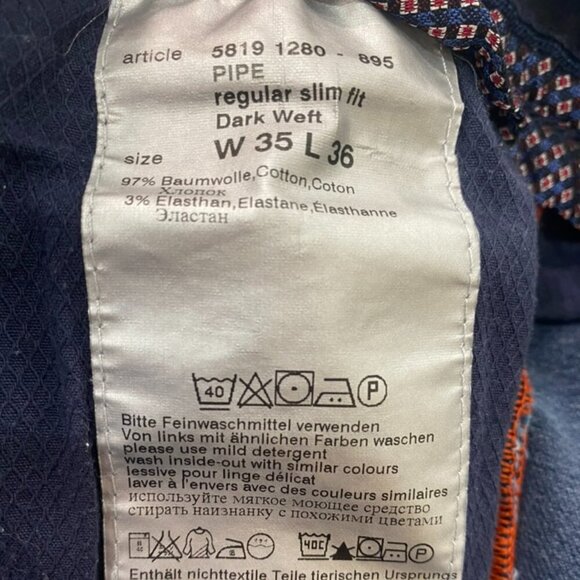 article 5819 1280 - 895
PIPE
regular slim fit
Dark Weft
size W 35 L 36
97% Baumwolle, Cotton, Coton
Хлопок
3% Elasthan, Elastane, Élasthanne
Эластан
40 P
Bitte Feinwaschmittel verwenden
Von links mit ähnlichen Farben waschen
please use mild detergent
wash inside-out with similar colours
lessive pour linge délicat
laver à l'envers avec des couleurs similaires
используйте мягкое моющее средство
стирать наизнанку с похожими цветами
40C
Enthält nichttextile Teile tierischen Ursprungs